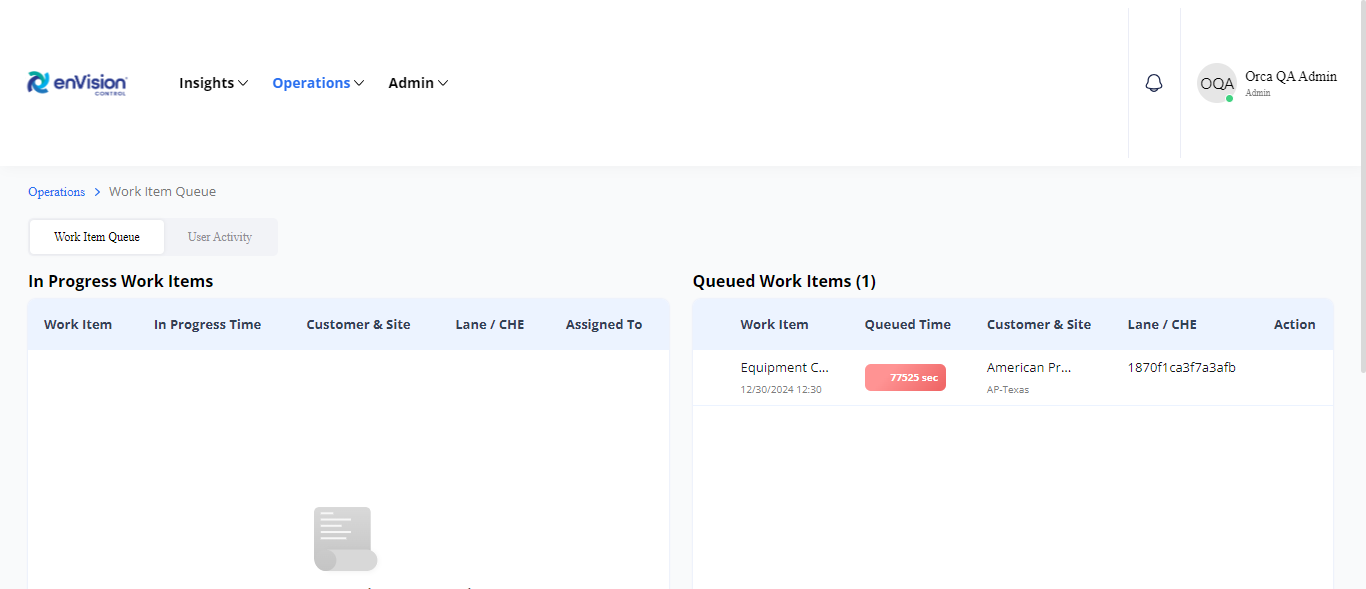 enVision
CONTROL
Insights
Operations
Admin
OQA
Orca QA Admin
Admin
Operations > Work Item Queue
Work Item Queue
User Activity
In Progress Work Items
Work Item
In Progress Time
Customer & Site
Lane / CHE
Assigned To
Queued Work Items (1)
Work Item
Queued Time
Customer & Site
Lane / CHE
Action
Equipment C...
12/30/2024 12:30
77525 sec
American Pr...
AP-Texas
1870f1ca3f7a3afb